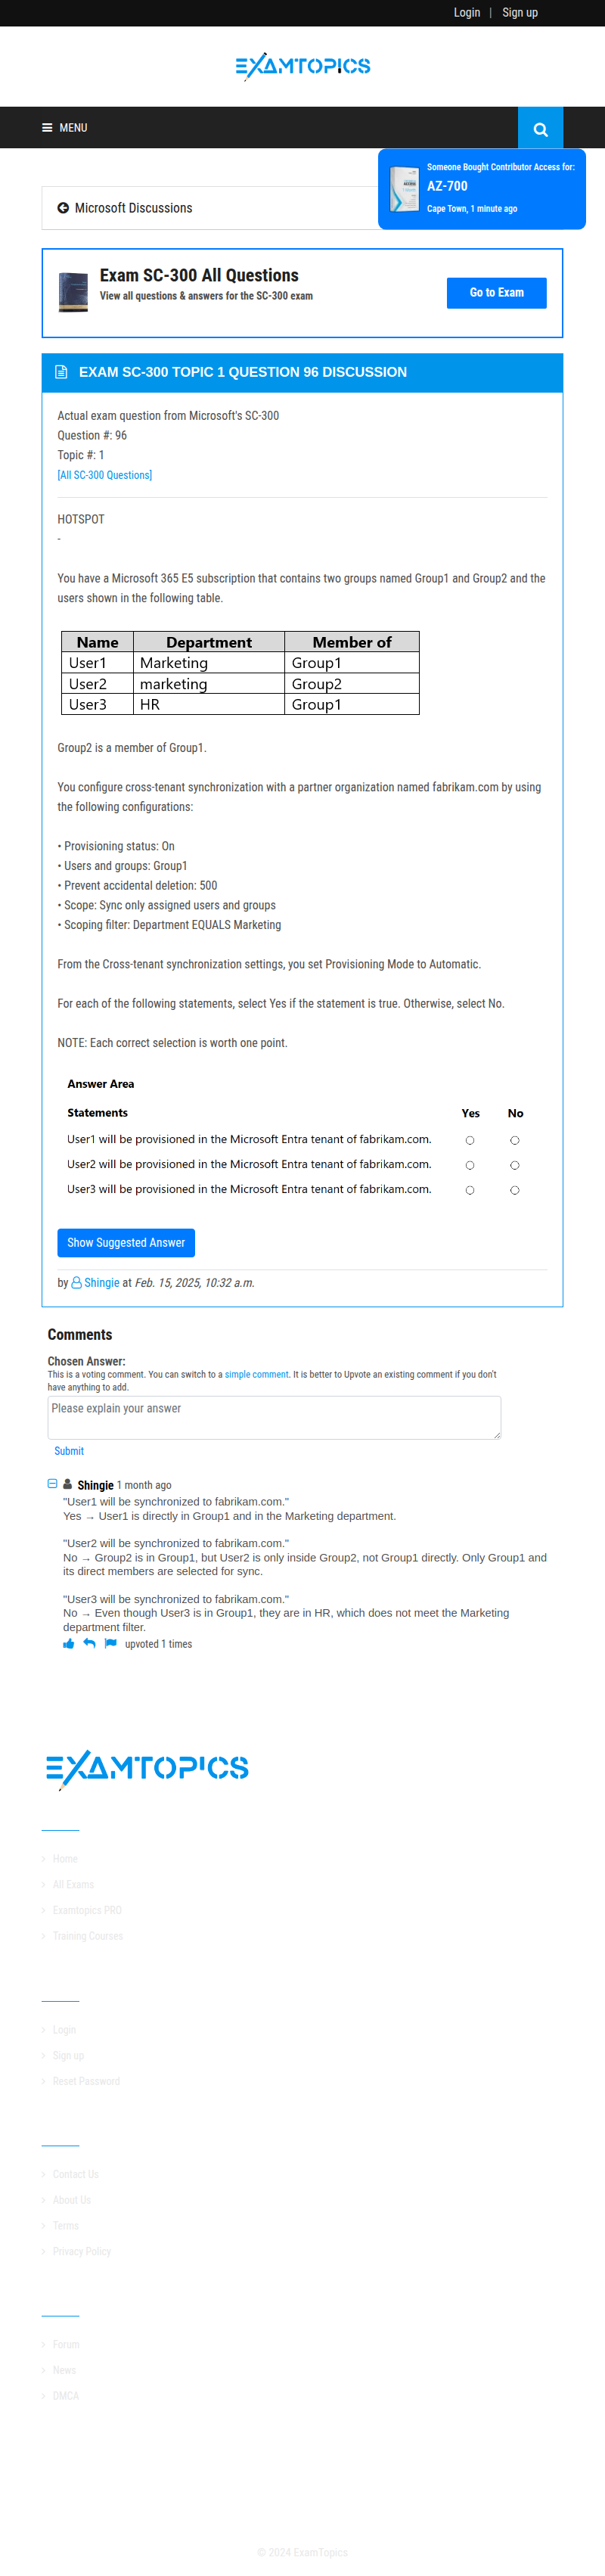 Login | Sign up
EXAMTOPICS
MENU
Someone Bought Contributor Access for:
AZ-700
Cape Town, 1 minute ago
Microsoft Discussions
Exam SC-300 All Questions
View all questions & answers for the SC-300 exam
Go to Exam
EXAM SC-300 TOPIC 1 QUESTION 96 DISCUSSION
Actual exam question from Microsoft's SC-300
Question #: 96
Topic #: 1
[All SC-300 Questions]
HOTSPOT
-
You have a Microsoft 365 E5 subscription that contains two groups named Group1 and Group2 and the
users shown in the following table.
Name Department Member of
User1 Marketing Group1
User2 marketing Group2
User3 HR Group1
Group2 is a member of Group1.
You configure cross-tenant synchronization with a partner organization named fabrikam.com by using
the following configurations:
• Provisioning status: On
• Users and groups: Group1
• Prevent accidental deletion: 500
• Scope: Sync only assigned users and groups
• Scoping filter: Department EQUALS Marketing
From the Cross-tenant synchronization settings, you set Provisioning Mode to Automatic.
For each of the following statements, select Yes if the statement is true. Otherwise, select No.
NOTE: Each correct selection is worth one point.
Answer Area
Statements Yes No
User1 will be provisioned in the Microsoft Entra tenant of fabrikam.com.
User2 will be provisioned in the Microsoft Entra tenant of fabrikam.com.
User3 will be provisioned in the Microsoft Entra tenant of fabrikam.com.
Show Suggested Answer
by Shingie at Feb. 15, 2025, 10:32 a.m.
Comments
Chosen Answer:
This is a voting comment. You can switch to a simple comment. It is better to Upvote an existing comment if you don't
have anything to add.
Please explain your answer
Submit
Shingie 1 month ago
"User1 will be synchronized to fabrikam.com."
Yes → User1 is directly in Group1 and in the Marketing department.
"User2 will be synchronized to fabrikam.com."
No → Group2 is in Group1, but User2 is only inside Group2, not Group1 directly. Only Group1 and
its direct members are selected for sync.
"User3 will be synchronized to fabrikam.com."
No → Even though User3 is in Group1, they are in HR, which does not meet the Marketing
department filter.
upvoted 1 times
EXAMTOPICS
Home
All Exams
Examtopics PRO
Training Courses
Login
Sign up
Reset Password
Contact Us
About Us
Terms
Privacy Policy
Forum
News
DMCA
© 2024 ExamTopics